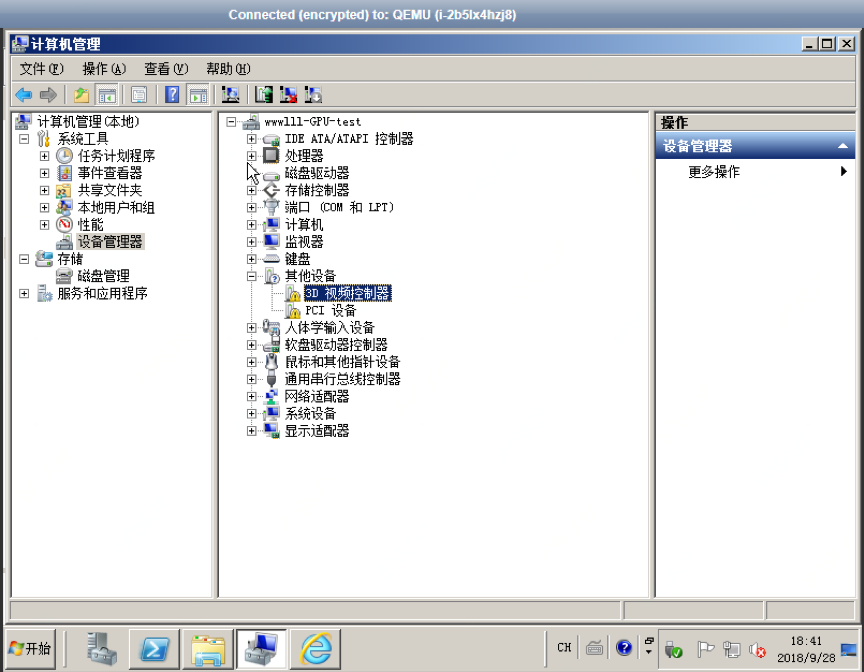 Connected (encrypted) to: QEMU (i-2b5lx4hzj8)
计算机管理
文件(F) 操作(A) 查看(V) 帮助(H)
计算机管理(本地)
系统工具
任务计划程序
事件查看器
共享文件夹
本地用户和组
性能
设备管理器
存储
磁盘管理
服务和应用程序
www111-GPU-test
IDE ATA/ATAPI 控制器
处理器
磁盘驱动器
存储控制器
端口 (COM 和 LPT)
计算机
监视器
键盘
其他设备
3D 视频控制器
PCI 设备
人体学输入设备
软盘驱动器控制器
鼠标和其他指针设备
通用串行总线控制器
网络适配器
系统设备
显示适配器
操作
设备管理器
更多操作
开始
CH
18:41
2018/9/28